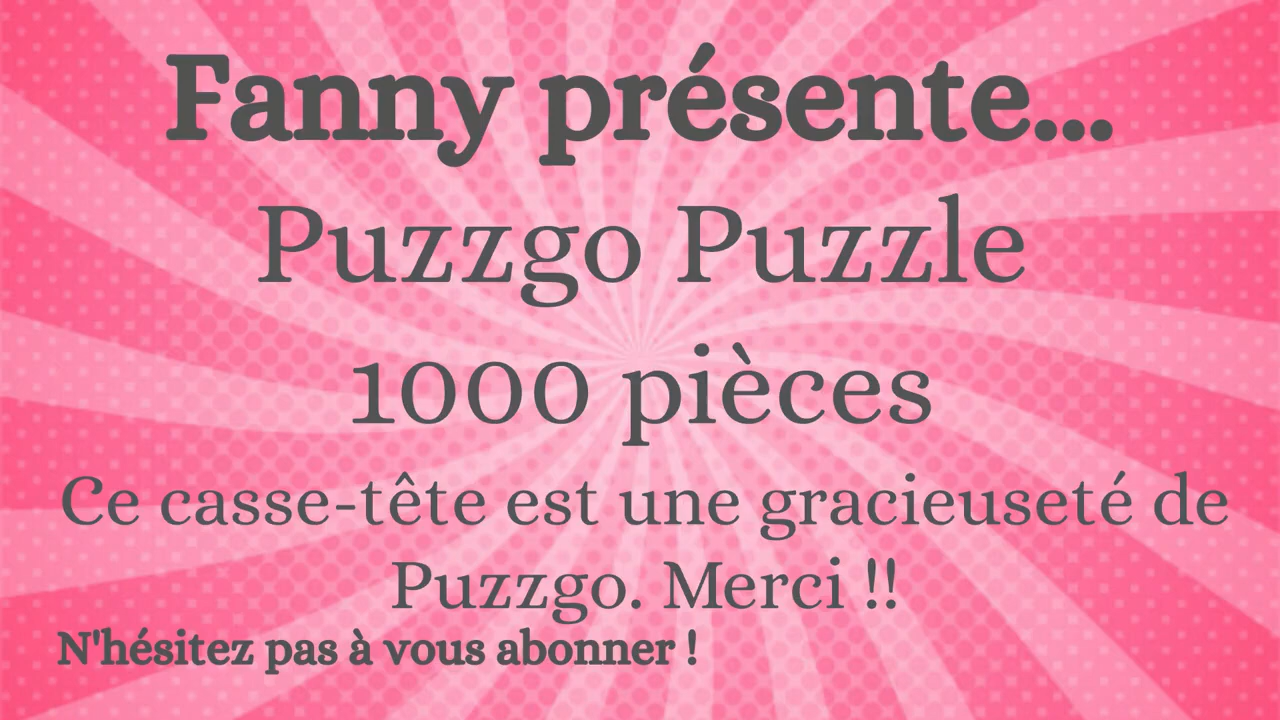 Fanny présente...
Puzzgo Puzzle
1000 pièces
Ce casse-tête est une gracieuseté de
Puzzgo. Merci !!
N'hésitez pas à vous abonner !